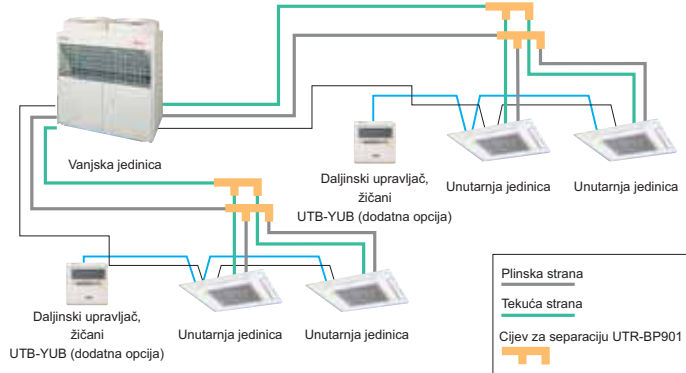 Vanjska jedinica
Daljinski upravljač,
žičani
UTB-YUB (dodatna opcija)
Unutarnja jedinica
Unutarnja jedinica
Daljinski upravljač,
žičani
UTB-YUB (dodatna opcija)
Unutarnja jedinica
Unutarnja jedinica
Plinska strana
Tekuća strana
Cijev za separaciju UTR-BP901